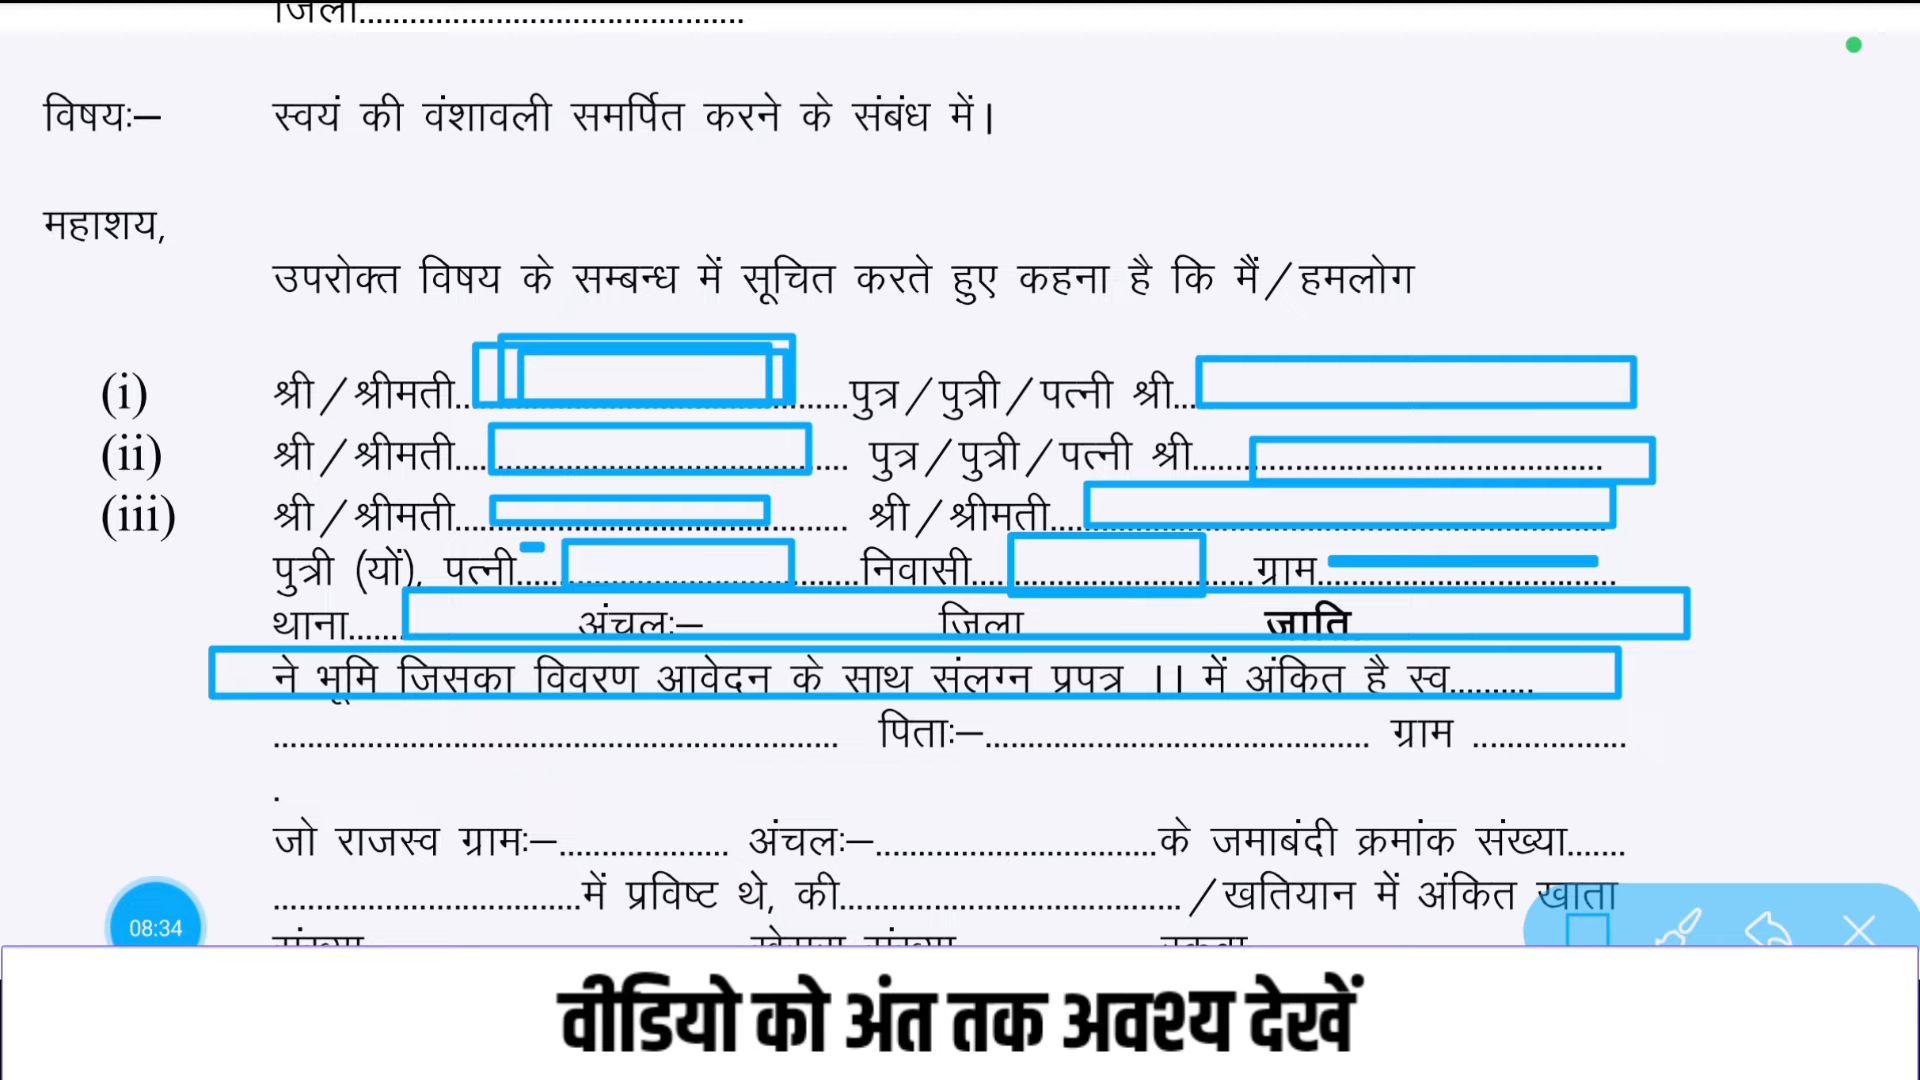 जिला.............................................
विषयः— स्वयं की वंशावली समर्पित करने के संबंध में।
महाशय,
उपरोक्त विषय के सम्बन्ध में सूचित करते हुए कहना है कि मैं/हमलोग
(i) श्री/श्रीमती..............................................पुत्र/पुत्री/पत्नी श्री...
(ii) श्री/श्रीमती.............................................. पुत्र/पुत्री/पत्नी श्री................................................
(iii) श्री/श्रीमती.............................................. श्री/श्रीमती.................................................................
पुत्री (यों), पत्नी........................................निवासी.................................ग्राम...................................
थाना....... अंचलः— जिला जाति
ने भूमि जिसका विवरण आवेदन के साथ संलग्न प्रपत्र ।। में अंकित है स्व..........
.................................................................. पिताः—............................................. ग्राम ..................
.
जो राजस्व ग्रामः—.................... अंचलः—.................................के जमाबंदी क्रमांक संख्या.......
....................................में प्रविष्ट थे, की........................................./खतियान में अंकित खाता
संख्या खेसरा संख्या रकवा
08:34
वीडियो को अंत तक अवश्य देखें